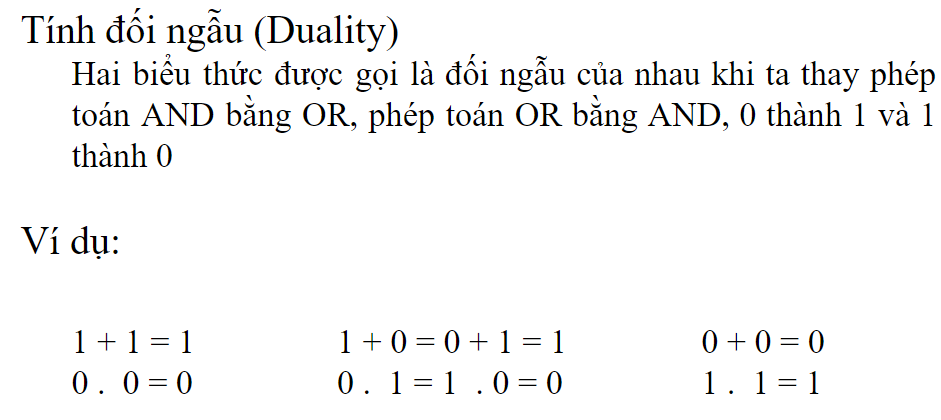 Tính đối ngẫu (Duality)
Hai biểu thức được gọi là đối ngẫu của nhau khi ta thay phép
toán AND bằng OR, phép toán OR bằng AND, 0 thành 1 và 1
thành 0
Ví dụ:
1 + 1 = 1 1 + 0 = 0 + 1 = 1 0 + 0 = 0
0 . 0 = 0 0 . 1 = 1 . 0 = 0 1 . 1 = 1